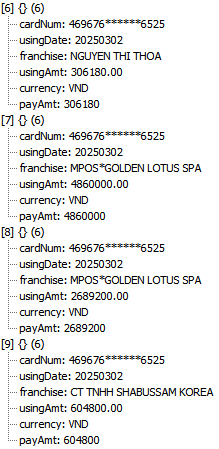 [6] {} (6)
cardNum: 469676******6525
usingDate: 20250302
franchise: NGUYEN THI THOA
usingAmt: 306180.00
currency: VND
payAmt: 306180
[7] {} (6)
cardNum: 469676******6525
usingDate: 20250302
franchise: MPOS*GOLDEN LOTUS SPA
usingAmt: 4860000.00
currency: VND
payAmt: 4860000
[8] {} (6)
cardNum: 469676******6525
usingDate: 20250302
franchise: MPOS*GOLDEN LOTUS SPA
usingAmt: 2689200.00
currency: VND
payAmt: 2689200
[9] {} (6)
cardNum: 469676******6525
usingDate: 20250302
franchise: CT TNHH SHABUSSAM KOREA
usingAmt: 604800.00
currency: VND
payAmt: 604800